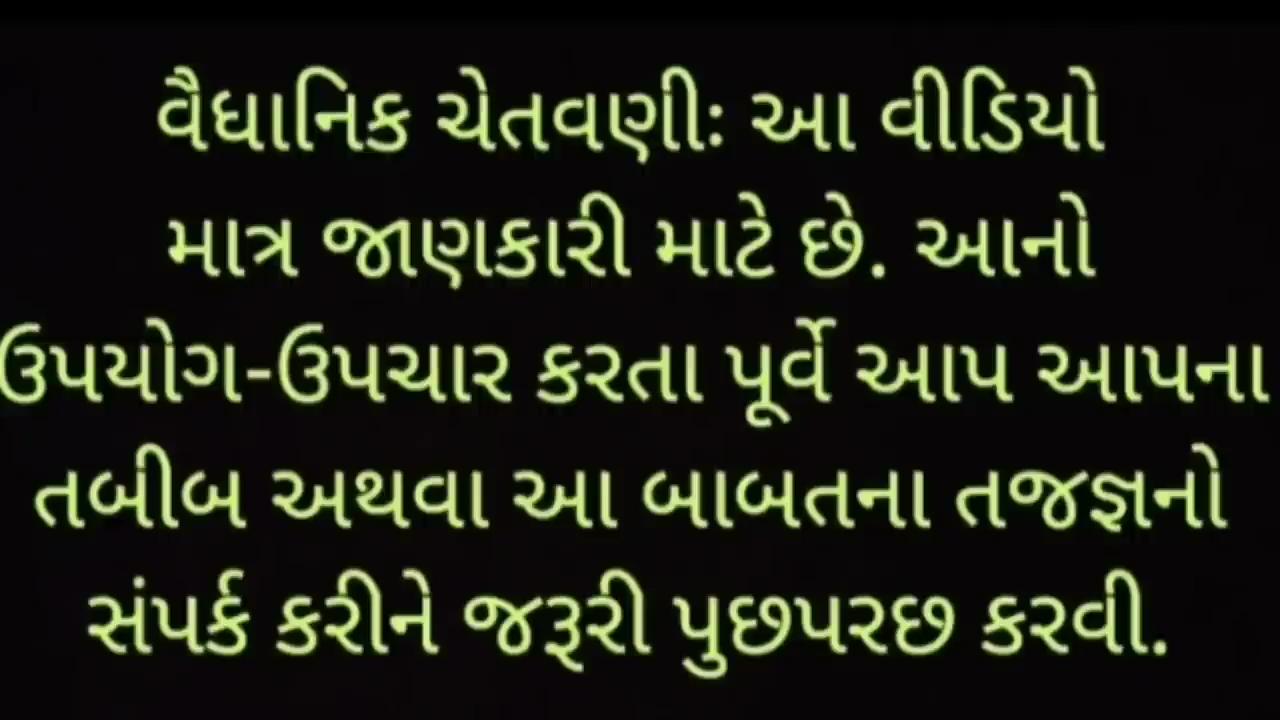 વૈધાનિક ચેતવણીઃ આ વીડિયો
માત્ર જાણકારી માટે છે. આનો
ઉપયોગ-ઉપચાર કરતા પૂર્વે આપ આપના
તબીબ અથવા આ બાબતના તજજ્ઞનો
સંપર્ક કરીને જરૂરી પુછપરછ કરવી.